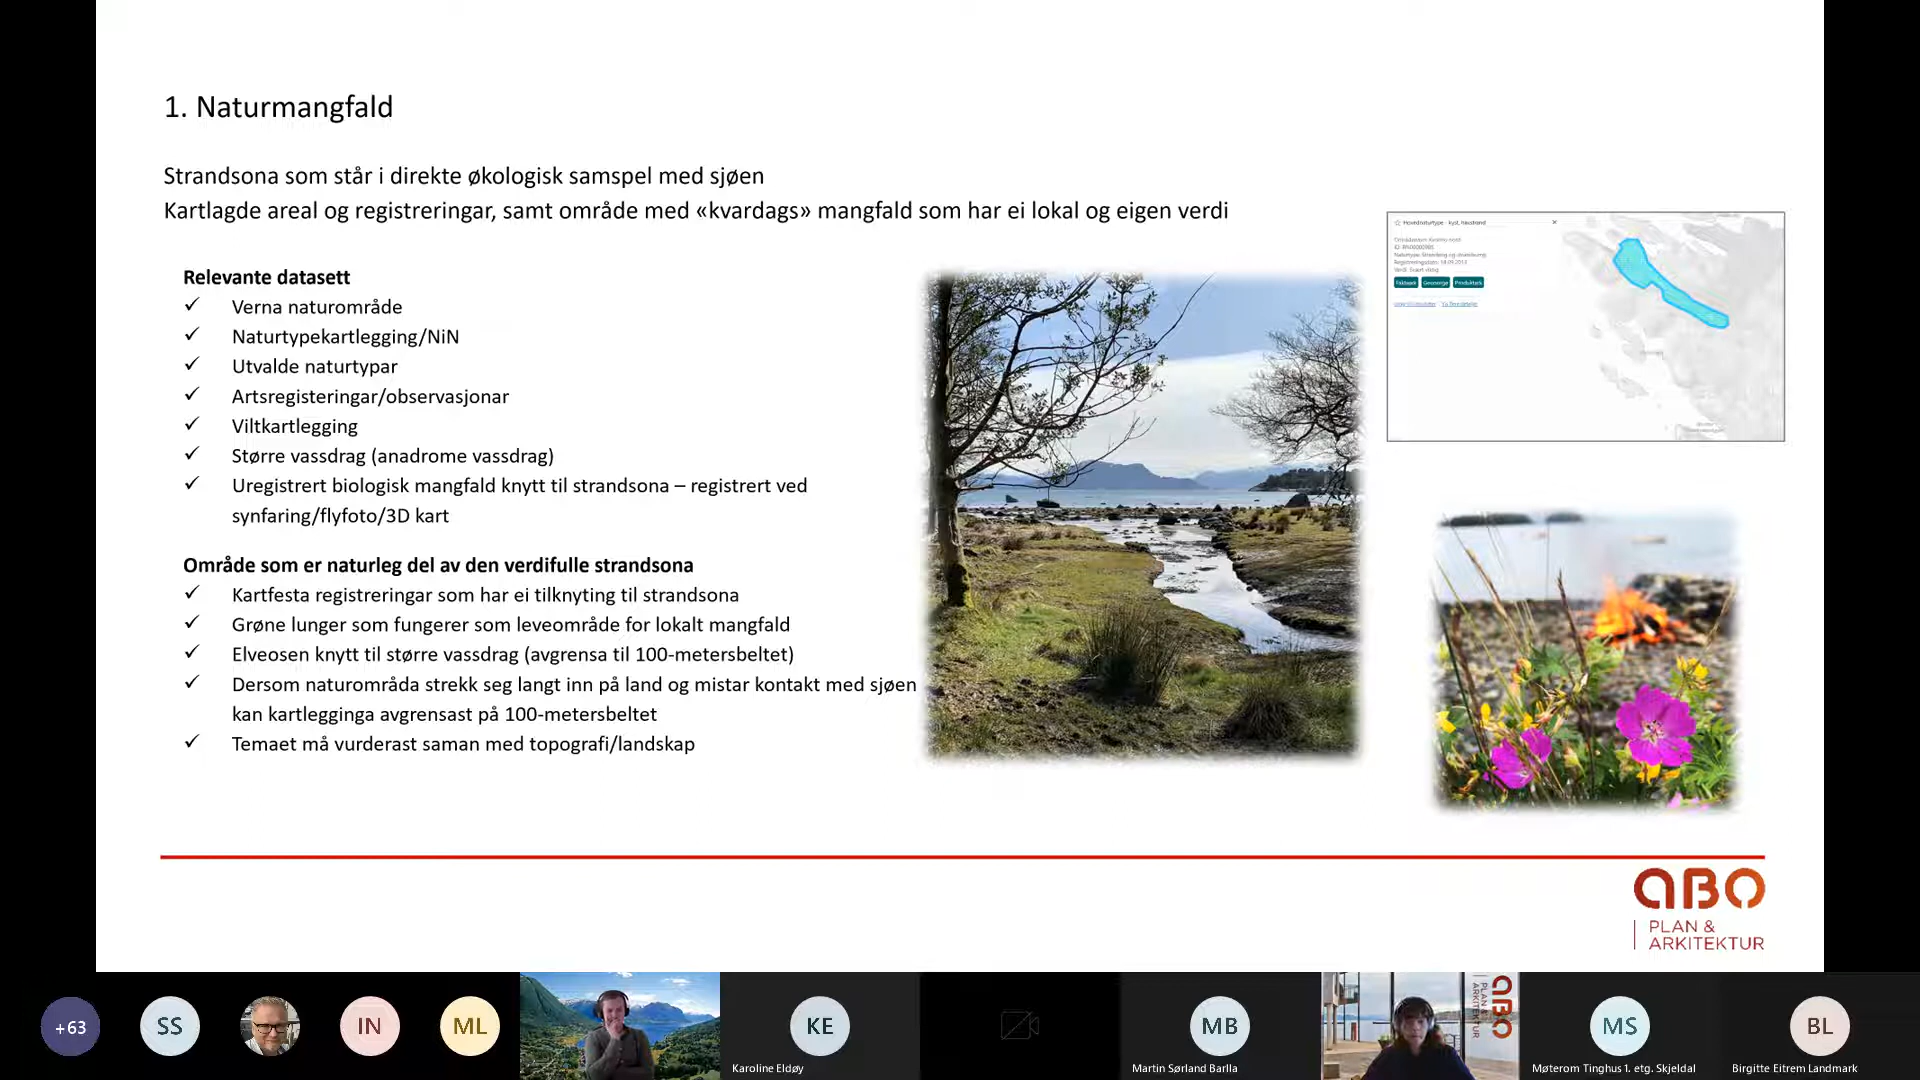 1. Naturmangfald
Strandsona som står i direkte økologisk samspel med sjøen
Kartlagde areal og registreringar, samt område med «kvardags» mangfald som har ei lokal og eigen verdi
Relevante datasett
✓ Verna naturområde
✓ Naturtypekartlegging/NiN
✓ Utvalde naturtypar
✓ Artsregisteringar/observasjonar
✓ Viltkartlegging
✓ Større vassdrag (anadrome vassdrag)
✓ Uregistrert biologisk mangfald knytt til strandsona – registrert ved
synfaring/flyfoto/3D kart
Område som er naturleg del av den verdifulle strandsona
✓ Kartfesta registreringar som har ei tilknyting til strandsona
✓ Grøne lunger som fungerer som leveområde for lokalt mangfald
✓ Elveosen knytt til større vassdrag (avgrensa til 100-metersbeltet)
✓ Dersom naturområda strekk seg langt inn på land og mistar kontakt med sjøen
kan kartlegginga avgrensast på 100-metersbeltet
✓ Temaet må vurderast saman med topografi/landskap
Faktaark Geonorge Produktark
ABO
PLAN &
ARKITEKTUR
+63
SS
IN
ML
KE
Karoline Eldøy
MB
Martin Sørland Barlla
ABO
PLAN &
ARKITEKTUR
MS
Møterom Tinghus 1. etg. Skjeldal
BL
Birgitte Eitrem Landmark